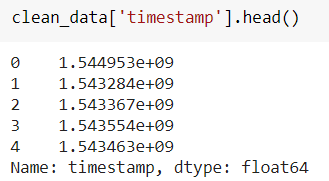 clean_data['timestamp'].head()
0    1.544953e+09
1    1.543284e+09
2    1.543367e+09
3    1.543554e+09
4    1.543463e+09
Name: timestamp, dtype: float64